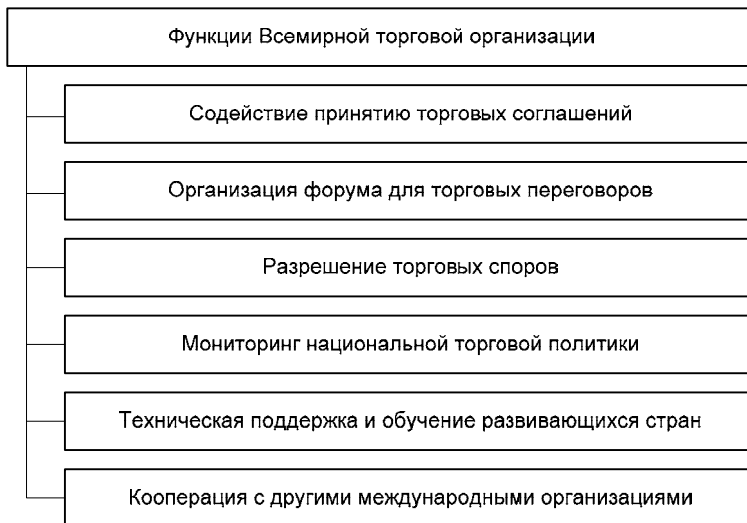 Функции Всемирной торговой организации
Содействие принятию торговых соглашений
Организация форума для торговых переговоров
Разрешение торговых споров
Мониторинг национальной торговой политики
Техническая поддержка и обучение развивающихся стран
Кооперация с другими международными организациями